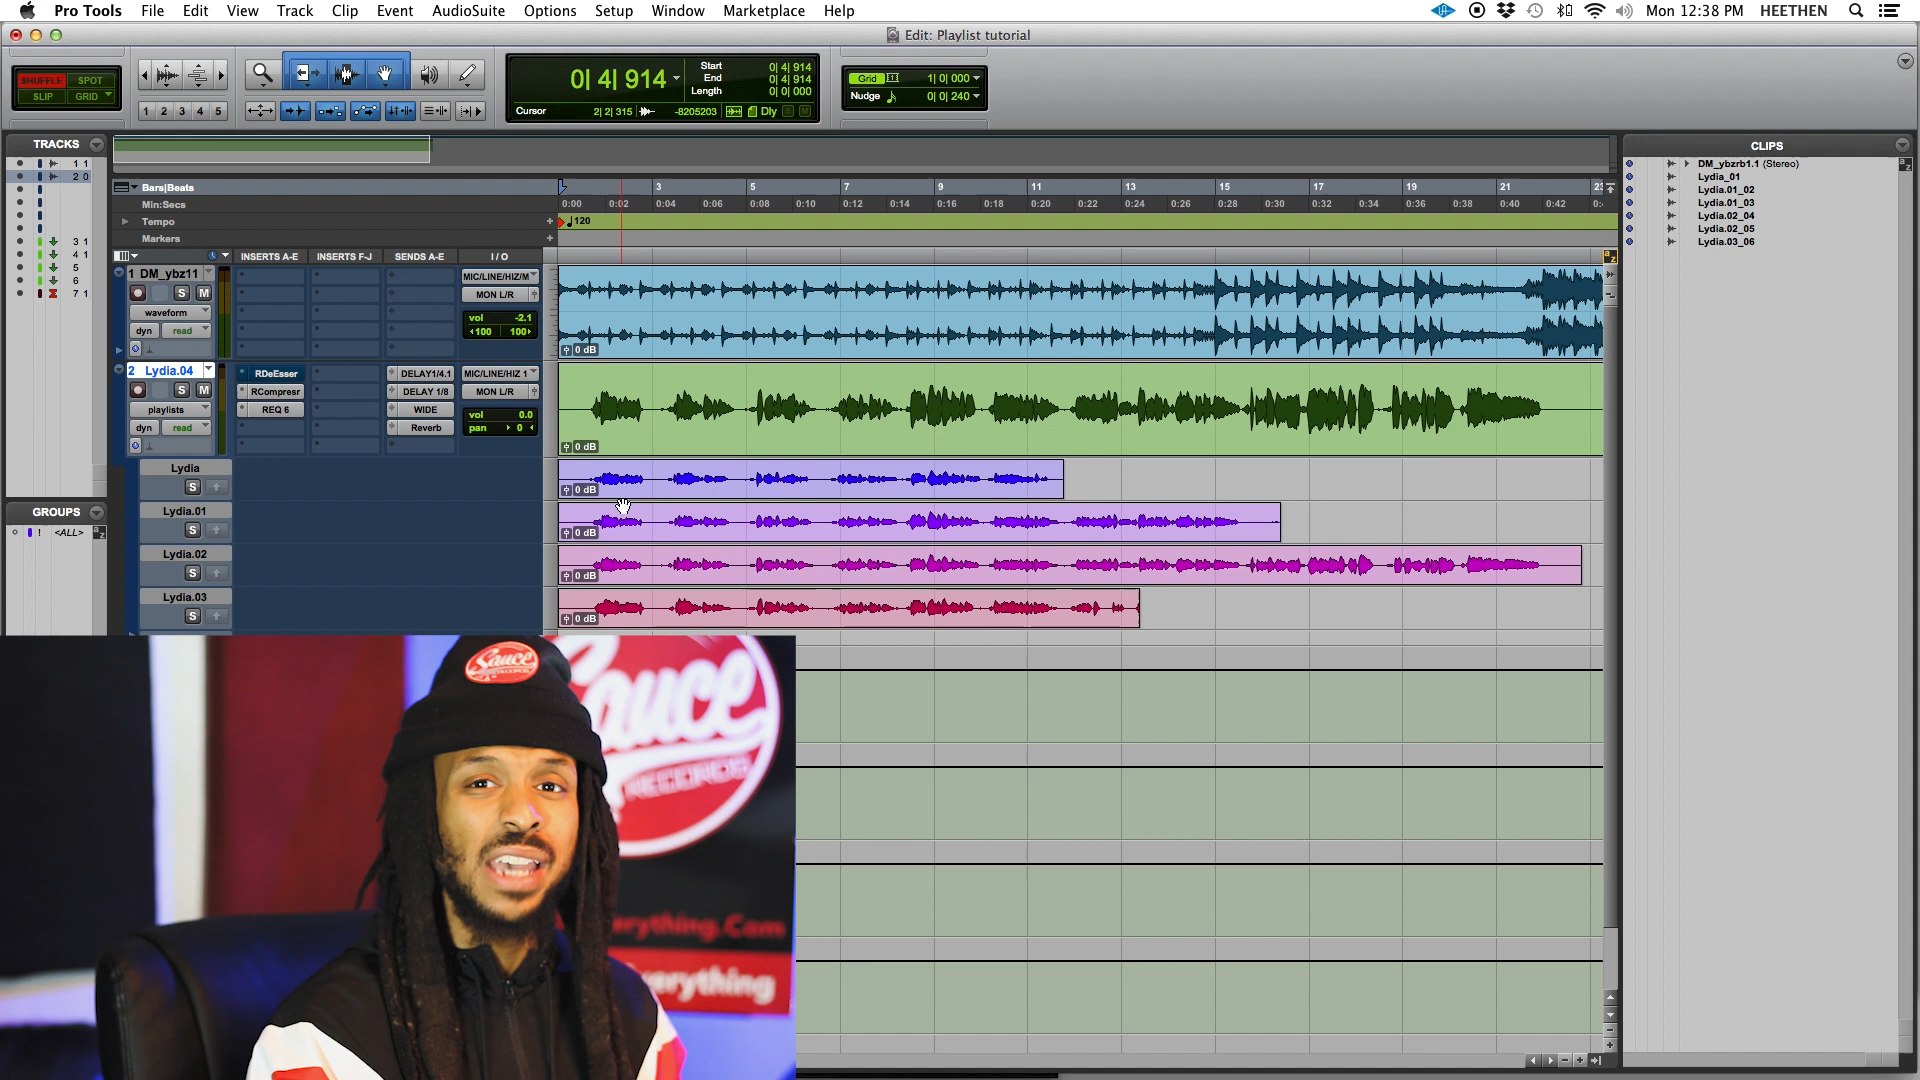 Pro Tools File Edit View Track Clip Event AudioSuite Options Setup Window Marketplace Help Mon 12:38 PM HEETHEN
Edit: Playlist tutorial
SHUFFLE SPOT
SLIP GRID
1 2 3 4 5
0| 4| 914
Start 0| 4| 914
End 0| 4| 914
Length 0| 0| 000
Cursor 2| 2| 315 -8205203 Dly S M
Grid 1| 0| 000
Nudge 0| 0| 240
TRACKS
1 1
2 0
3 1
4 1
5
6
7 1
GROUPS
! <ALL>
Bars|Beats 3 5 7 9 11 13 15 17 19 21 23
Min:Secs 0:00 0:02 0:04 0:06 0:08 0:10 0:12 0:14 0:16 0:18 0:20 0:22 0:24 0:26 0:28 0:30 0:32 0:34 0:36 0:38 0:40 0:42
Tempo 120
Markers
INSERTS A-E INSERTS F-J SENDS A-E I / O
1 DM_ybz11 MIC/LINE/HIZ/M
S M MON L/R
waveform vol -2.1
dyn read 100 100
0 dB
2 Lydia.04 RDeEsser DELAY1/4.1 MIC/LINE/HIZ 1
S M RCompresr DELAY 1/8 MON L/R
playlists REQ 6 WIDE vol 0.0
dyn read Reverb pan 0
0 dB
Lydia
S 0 dB
Lydia.01
S 0 dB
Lydia.02
S 0 dB
Lydia.03
S 0 dB
CLIPS
DM_ybzrb1.1 (Stereo)
Lydia_01
Lydia.01_02
Lydia.01_03
Lydia.02_04
Lydia.02_05
Lydia.03_06
Sauce
Sauce
RECORDS
rything.Com
erything